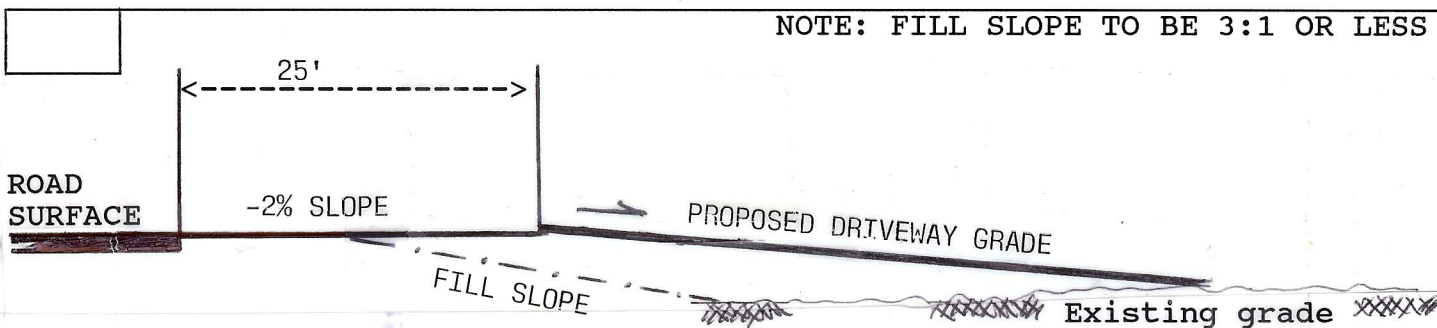 NOTE: FILL SLOPE TO BE 3:1 OR LESS
25'
ROAD
SURFACE
-2% SLOPE
PROPOSED DRIVEWAY GRADE
FILL SLOPE
Existing grade